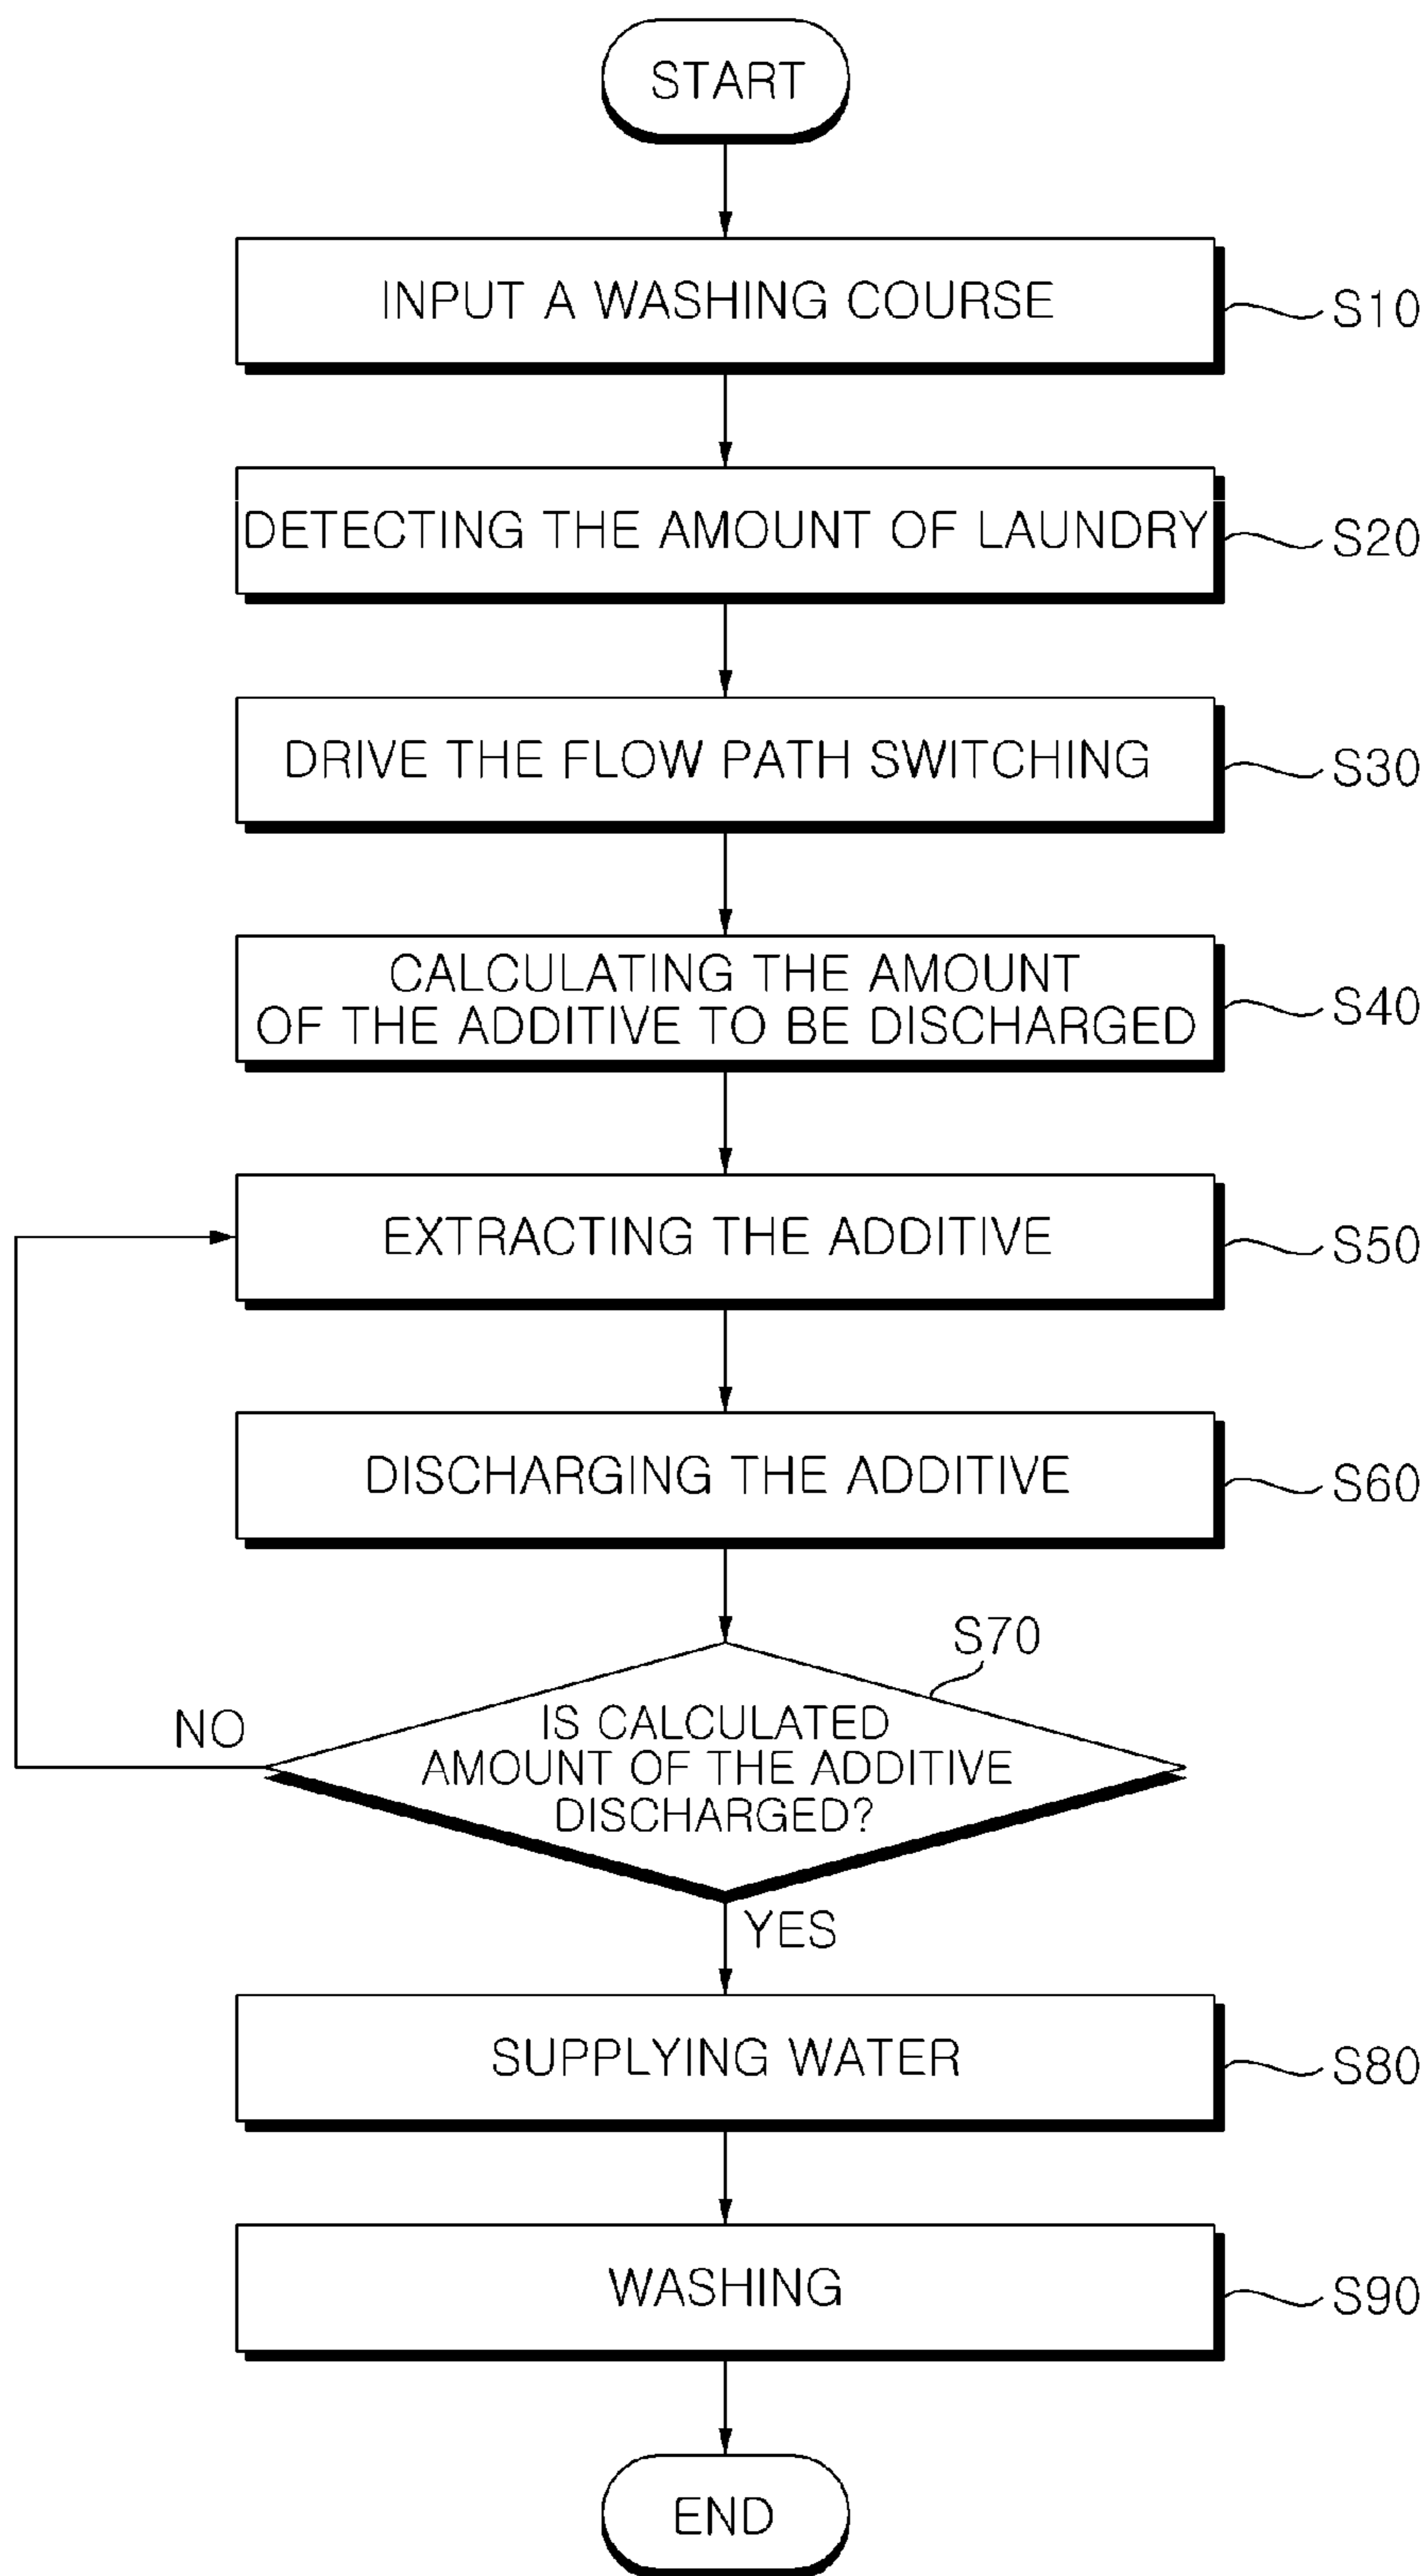 START
INPUT A WASHING COURSE
S10
DETECTING THE AMOUNT OF LAUNDRY
S20
DRIVE THE FLOW PATH SWITCHING
S30
CALCULATING THE AMOUNT
OF THE ADDITIVE TO BE DISCHARGED
S40
EXTRACTING THE ADDITIVE
S50
DISCHARGING THE ADDITIVE
S60
S70
IS CALCULATED
AMOUNT OF THE ADDITIVE
DISCHARGED?
NO
YES
SUPPLYING WATER
S80
WASHING
S90
END